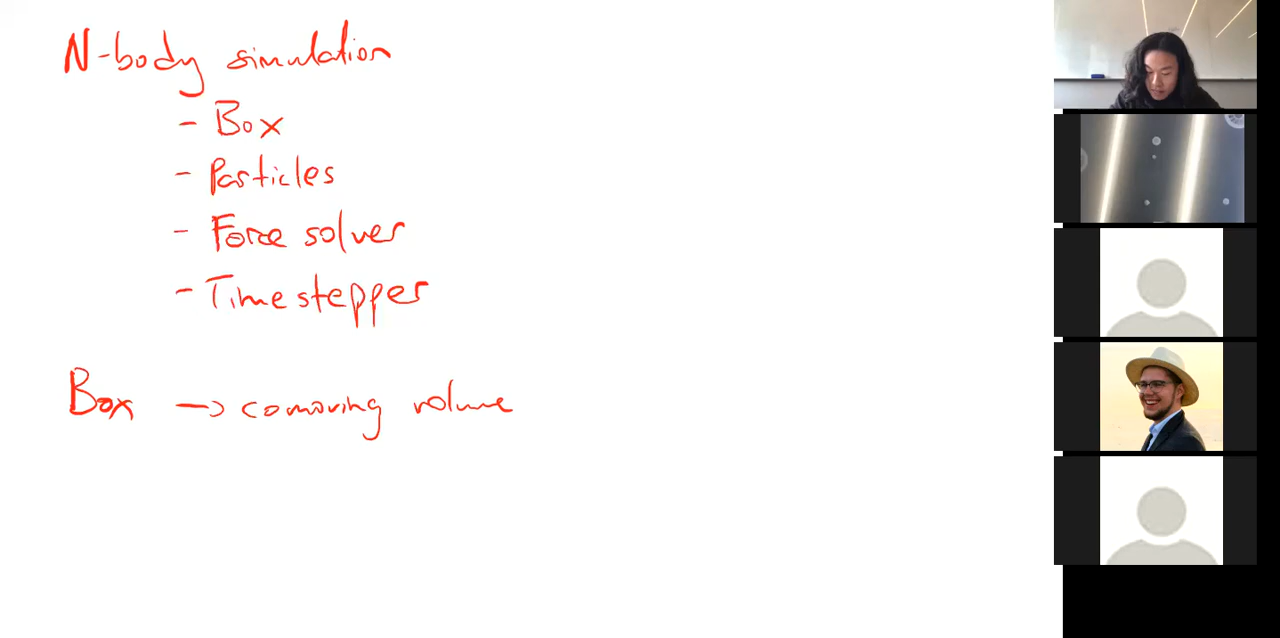 N-body simulation
- Box
- Particles
- Force solver
- Timestepper
Box → comoving volume